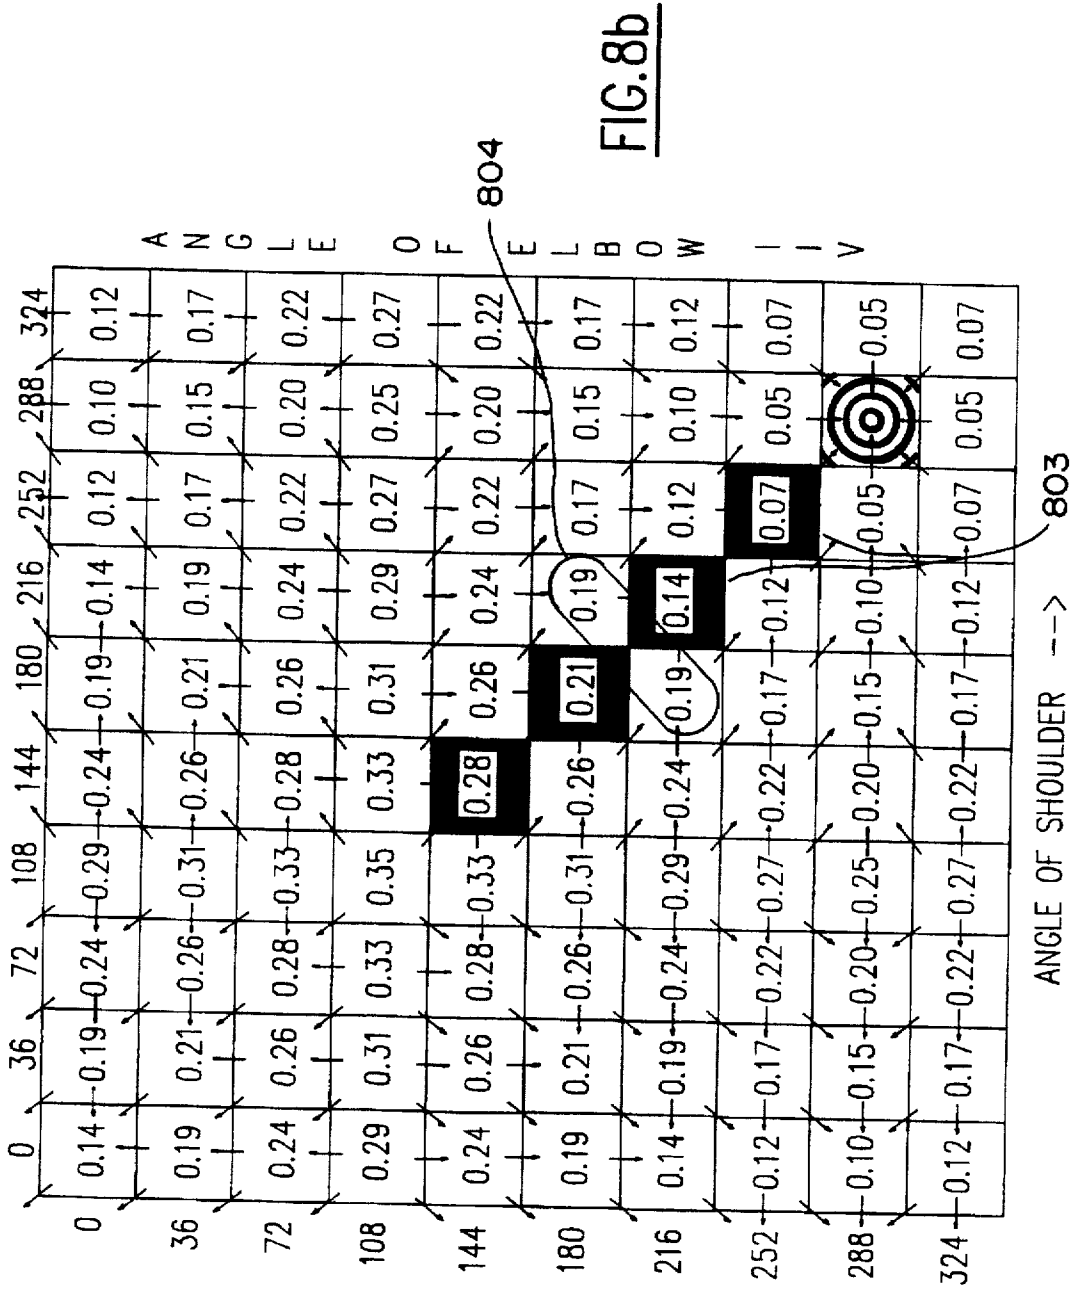 0 36 72 108 144 180 216 252 288 324
0 0.14 0.19 0.24 0.29 0.24 0.19 0.14 0.12 0.10 0.12
36 0.19 0.21 0.26 0.31 0.26 0.21 0.19 0.17 0.15 0.17
72 0.24 0.26 0.28 0.33 0.28 0.26 0.24 0.22 0.20 0.22
108 0.29 0.31 0.33 0.35 0.33 0.31 0.29 0.27 0.25 0.27
144 0.24 0.26 0.28 0.33 0.28 0.26 0.24 0.22 0.20 0.22
180 0.19 0.21 0.26 0.31 0.26 0.21 0.19 0.17 0.15 0.17
216 0.14 0.19 0.24 0.29 0.24 0.19 0.14 0.12 0.10 0.12
252 0.12 0.17 0.22 0.27 0.22 0.17 0.12 0.07 0.05 0.07
288 0.10 0.15 0.20 0.25 0.20 0.15 0.10 0.05 0.05
324 0.12 0.17 0.22 0.27 0.22 0.17 0.12 0.07 0.05 0.07
ANGLE OF ELBOW | | V
804
803
ANGLE OF SHOULDER -->
FIG.8b